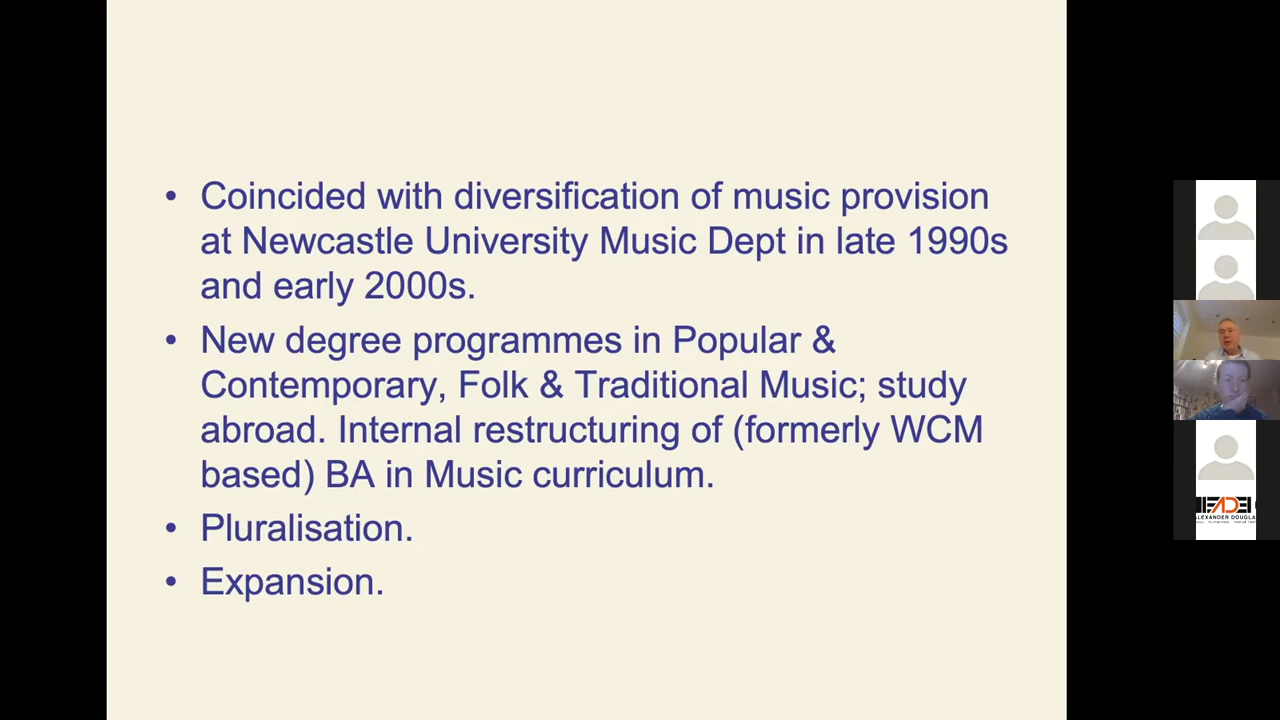 • Coincided with diversification of music provision
at Newcastle University Music Dept in late 1990s
and early 2000s.
• New degree programmes in Popular &
Contemporary, Folk & Traditional Music; study
abroad. Internal restructuring of (formerly WCM
based) BA in Music curriculum.
• Pluralisation.
• Expansion.
ALEXANDER DOUGLA